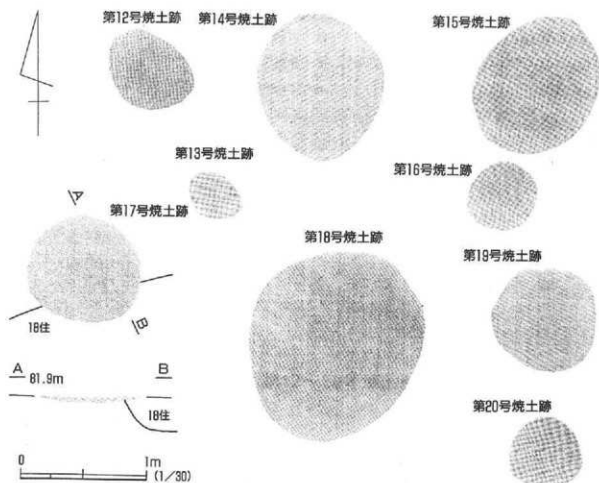 第12号焼土跡
第14号焼土跡
第15号焼土跡
第13号焼土跡
第16号焼土跡
A
第17号焼土跡
第18号焼土跡
第19号焼土跡
18住
B
A
81.9m
B
18住
第20号焼土跡
0
1m
(1/30)